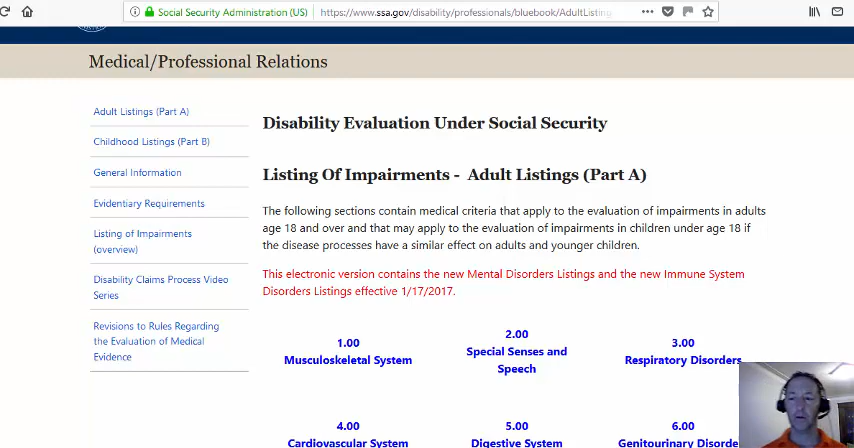 Social Security Administration (US)
https://www.ssa.gov/disability/professionals/bluebook/AdultListing
Medical/Professional Relations
Adult Listings (Part A)
Childhood Listings (Part B)
General Information
Evidentiary Requirements
Listing of Impairments
(overview)
Disability Claims Process Video
Series
Revisions to Rules Regarding
the Evaluation of Medical
Evidence
Disability Evaluation Under Social Security
Listing Of Impairments - Adult Listings (Part A)
The following sections contain medical criteria that apply to the evaluation of impairments in adults
age 18 and over and that may apply to the evaluation of impairments in children under age 18 if
the disease processes have a similar effect on adults and younger children.
This electronic version contains the new Mental Disorders Listings and the new Immune System
Disorders Listings effective 1/17/2017.
1.00
Musculoskeletal System
2.00
Special Senses and
Speech
3.00
Respiratory Disorders
4.00
Cardiovascular System
5.00
Digestive System
6.00
Genitourinary Disorde